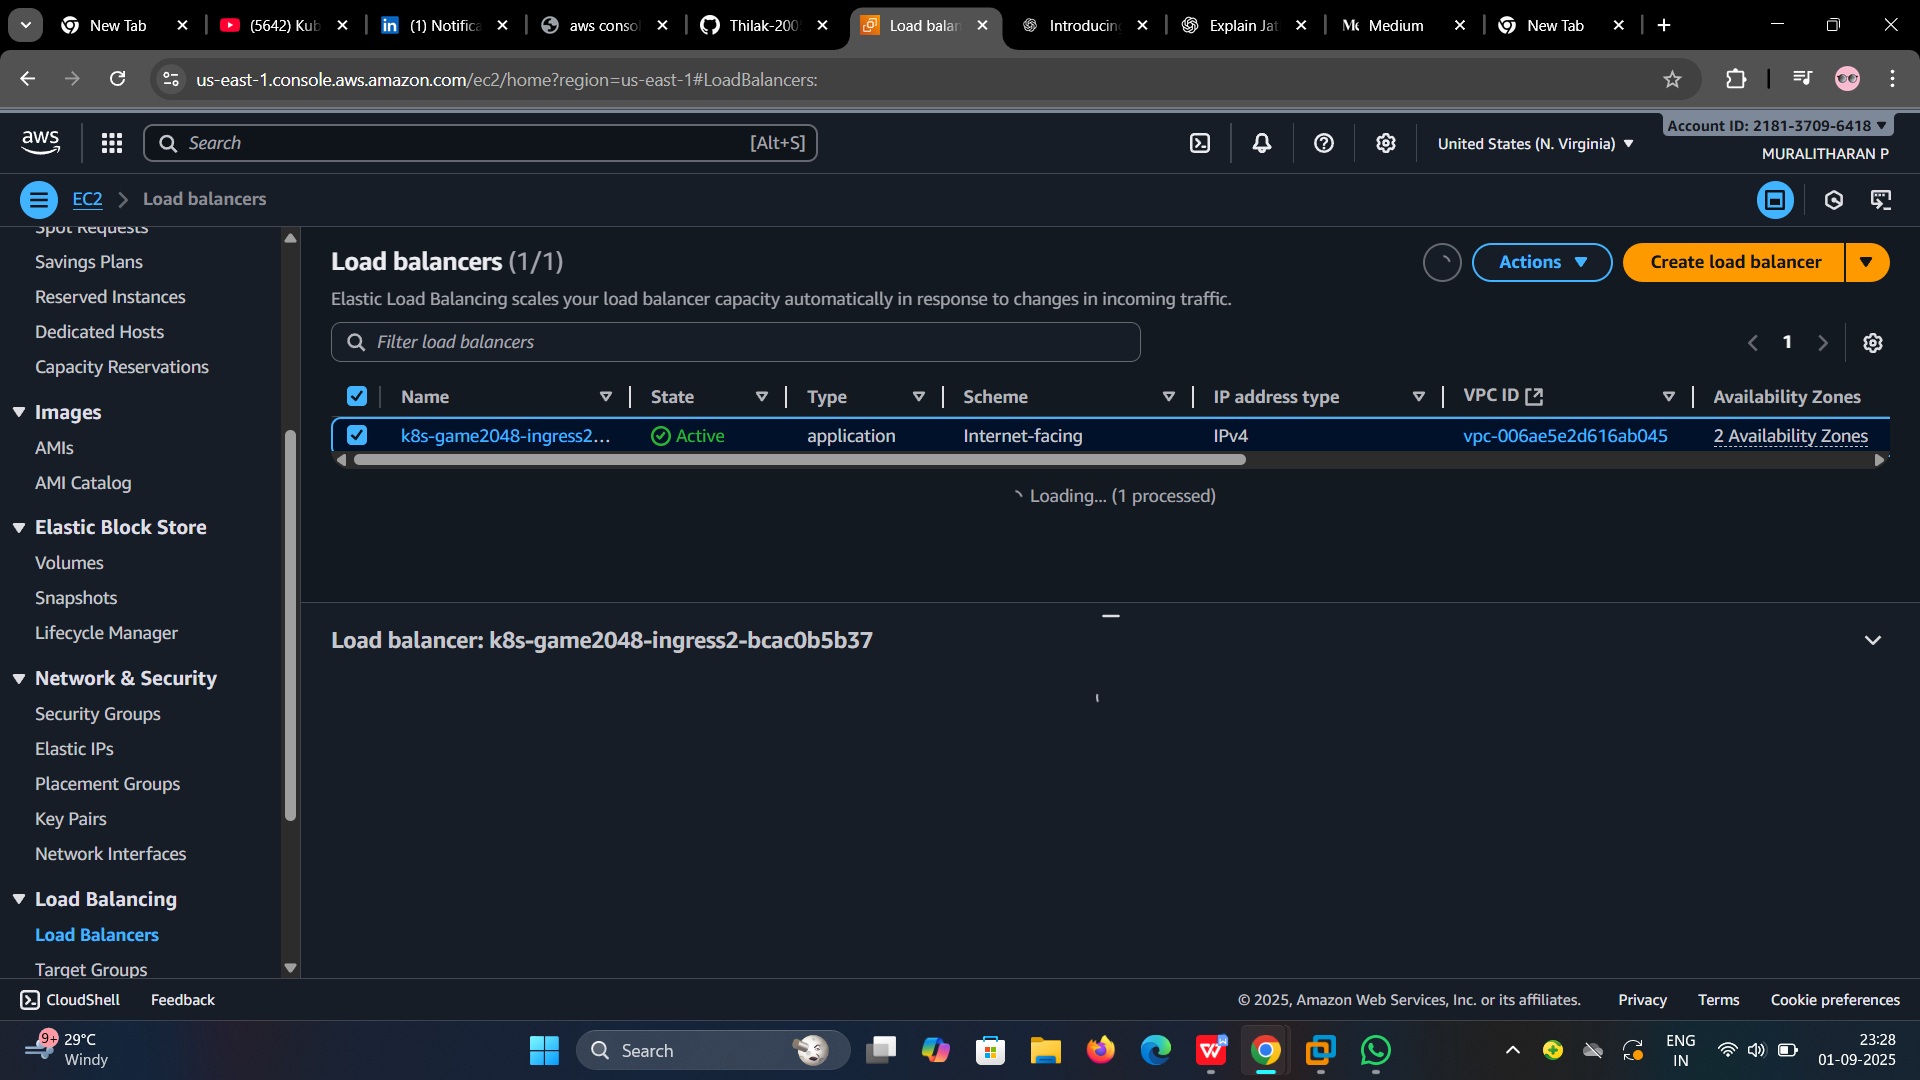 New Tab
(5642) Kub
(1) Notifica
aws conso
Thilak-200
Load balan
Introducing
Explain Jat
Medium
New Tab
us-east-1.console.aws.amazon.com/ec2/home?region=us-east-1#LoadBalancers:
aws
Search
[Alt+S]
United States (N. Virginia)
Account ID: 2181-3709-6418
MURALITHARAN P
EC2
Load balancers
Spot Requests
Savings Plans
Reserved Instances
Dedicated Hosts
Capacity Reservations
Images
AMIs
AMI Catalog
Elastic Block Store
Volumes
Snapshots
Lifecycle Manager
Network & Security
Security Groups
Elastic IPs
Placement Groups
Key Pairs
Network Interfaces
Load Balancing
Load Balancers
Target Groups
Load balancers (1/1)
Actions
Create load balancer
Elastic Load Balancing scales your load balancer capacity automatically in response to changes in incoming traffic.
Filter load balancers
1
Name State Type Scheme IP address type VPC ID Availability Zones
k8s-game2048-ingress2... Active application Internet-facing IPv4 vpc-006ae5e2d616ab045 2 Availability Zones
Loading... (1 processed)
Load balancer: k8s-game2048-ingress2-bcac0b5b37
CloudShell
Feedback
© 2025, Amazon Web Services, Inc. or its affiliates.
Privacy
Terms
Cookie preferences
9+
29°C
Windy
Search
ENG
IN
23:28
01-09-2025